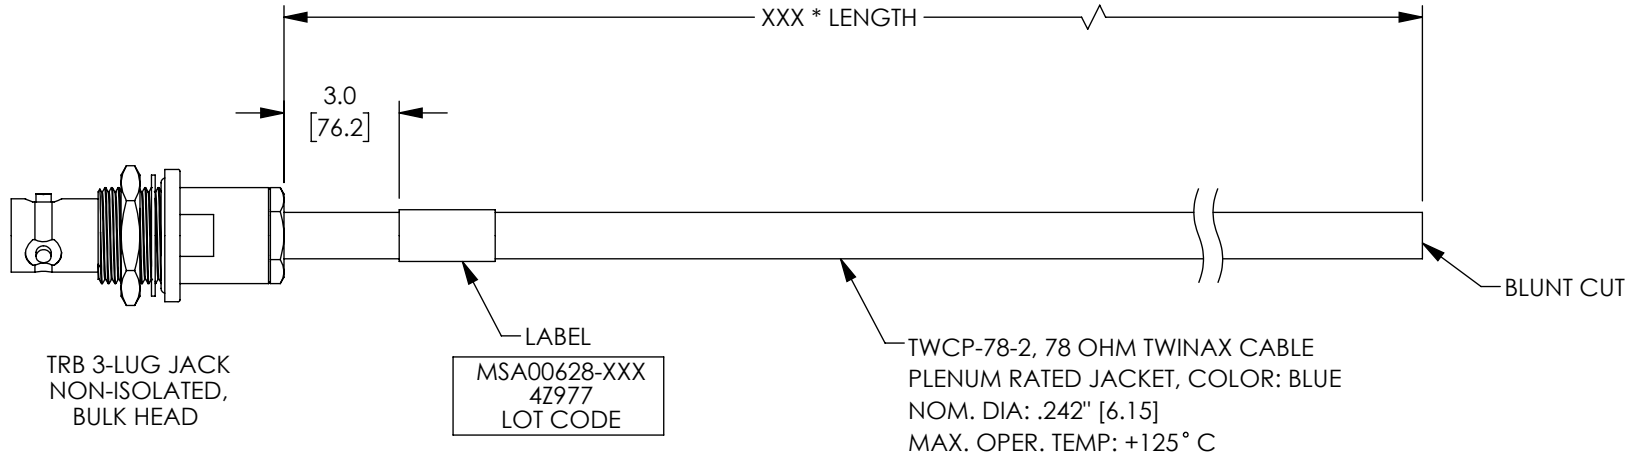 XXX * LENGTH
3.0
[76.2]
TRB 3-LUG JACK
NON-ISOLATED,
BULK HEAD
LABEL
MSA00628-XXX
4Z977
LOT CODE
TWCP-78-2, 78 OHM TWINAX CABLE
PLENUM RATED JACKET, COLOR: BLUE
NOM. DIA: .242" [6.15]
MAX. OPER. TEMP: +125° C
BLUNT CUT